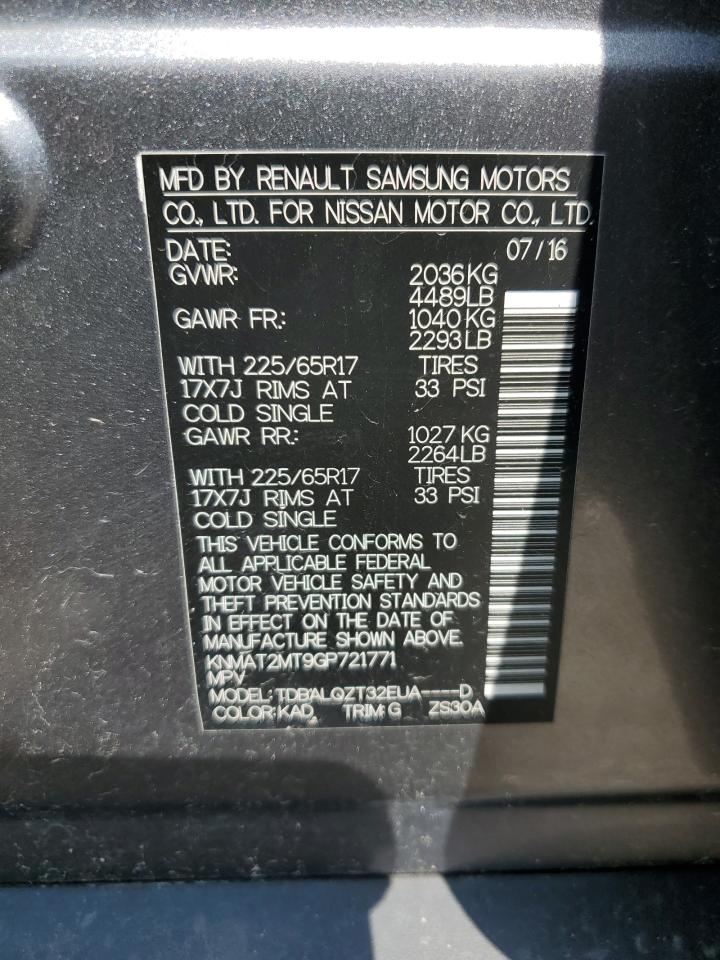 MFD BY RENAULT SAMSUNG MOTORS
CO., LTD. FOR NISSAN MOTOR CO., LTD.
DATE: 07/16
GVWR: 2036KG
4489LB
GAWR FR.: 1040KG
2293LB
WITH 225/65R17 TIRES
17X7J RIMS AT 33 PSI
COLD SINGLE
GAWR RR.: 1027KG
2264LB
WITH 225/65R17 TIRES
17X7J RIMS AT 33 PSI
COLD SINGLE
THIS VEHICLE CONFORMS TO
ALL APPLICABLE FEDERAL
MOTOR VEHICLE SAFETY AND
THEFT PREVENTION STANDARDS
IN EFFECT ON THE DATE OF
MANUFACTURE SHOWN ABOVE.
KNMAT2MT9GP721771
MPV
MODEL:TDBALQZT32EUA----D
COLOR:KAD TRIM:G ZS30A